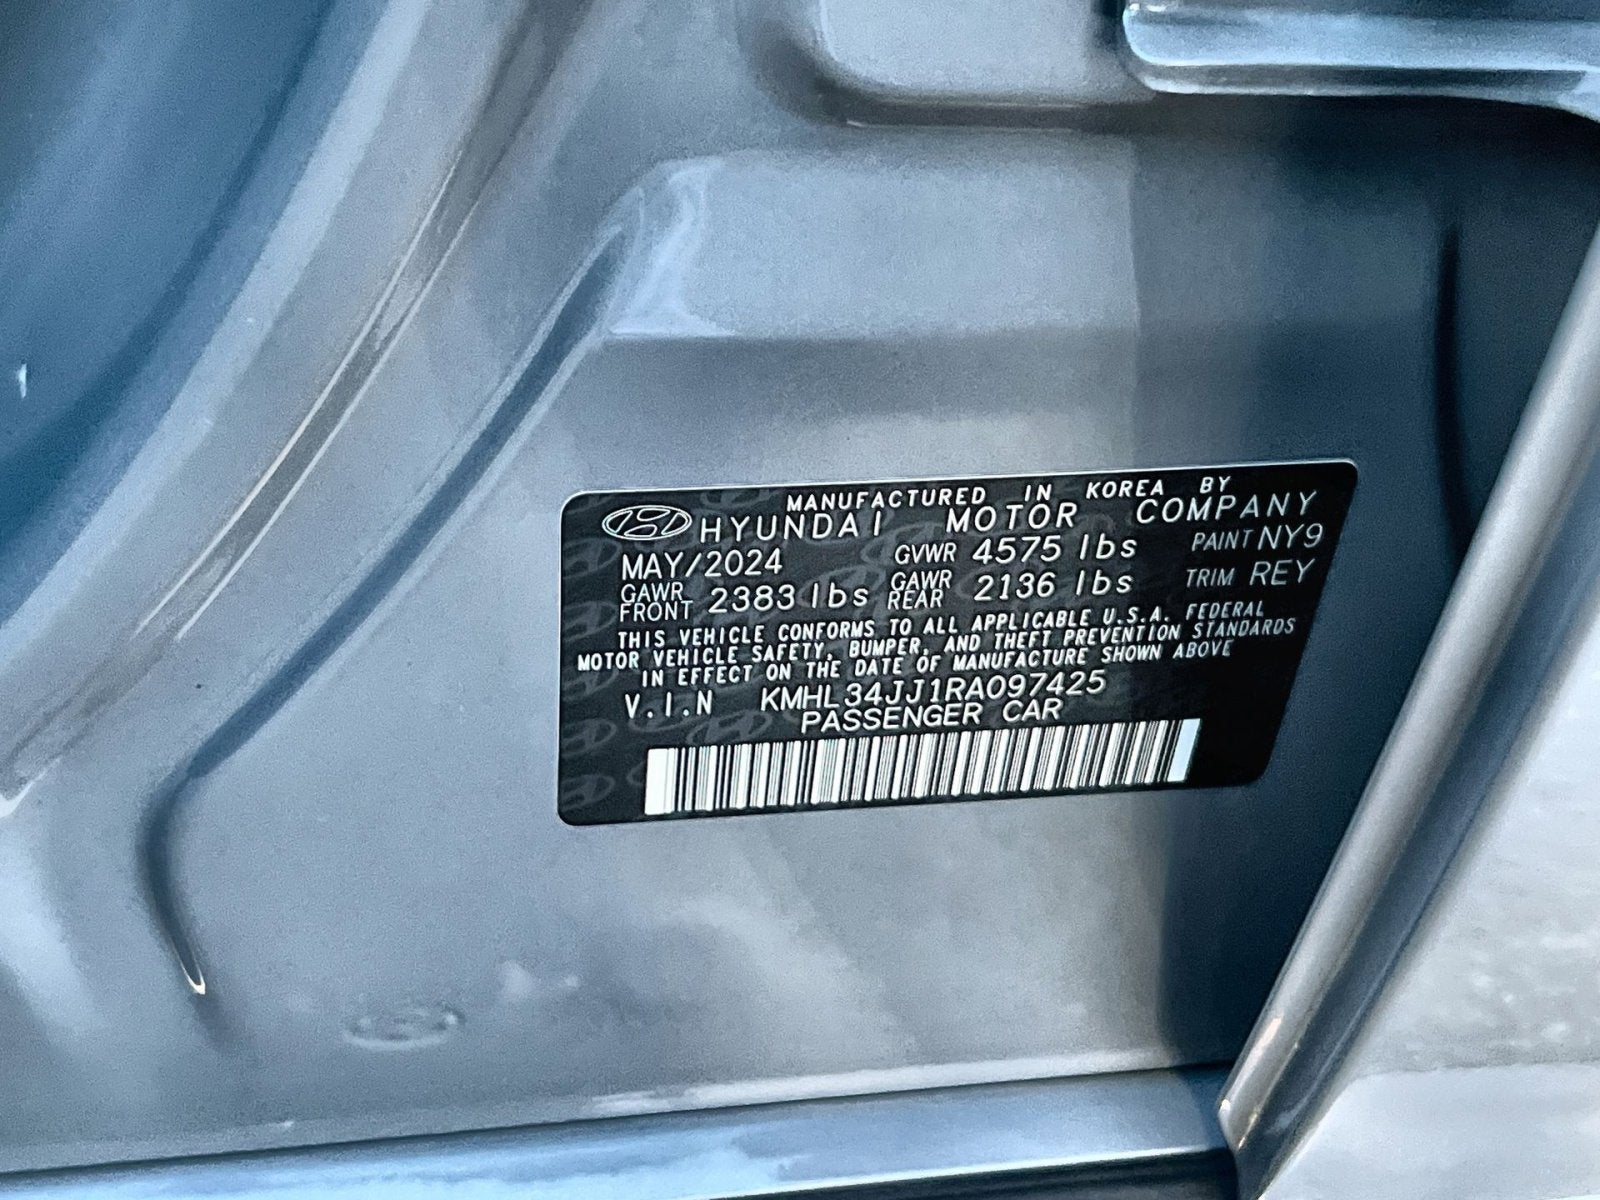 MANUFACTURED IN KOREA BY
HYUNDAI MOTOR COMPANY
MAY/2024 GVWR 4575 lbs PAINT NY9
GAWR FRONT 2383 lbs GAWR REAR 2136 lbs TRIM REY
THIS VEHICLE CONFORMS TO ALL APPLICABLE U.S.A. FEDERAL
MOTOR VEHICLE SAFETY, BUMPER, AND THEFT PREVENTION STANDARDS
IN EFFECT ON THE DATE OF MANUFACTURE SHOWN ABOVE
V.I.N KMHL34JJ1RA097425
PASSENGER CAR